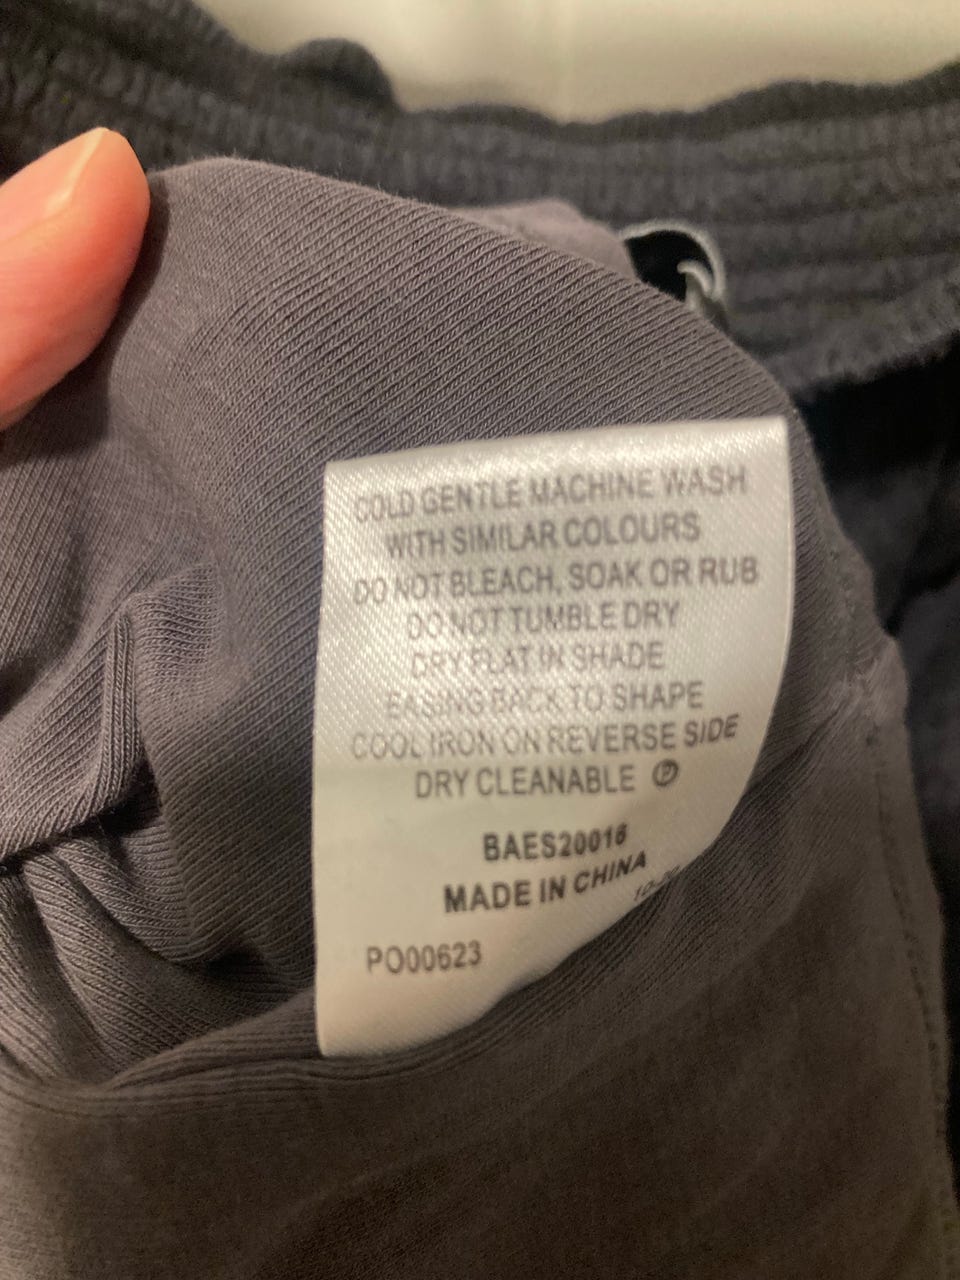 COLD GENTLE MACHINE WASH
WITH SIMILAR COLOURS
DO NOT BLEACH, SOAK OR RUB
DO NOT TUMBLE DRY
DRY FLAT IN SHADE
EASING BACK TO SHAPE
COOL IRON ON REVERSE SIDE
DRY CLEANABLE Ⓟ
BAES20016
MADE IN CHINA
PO00623